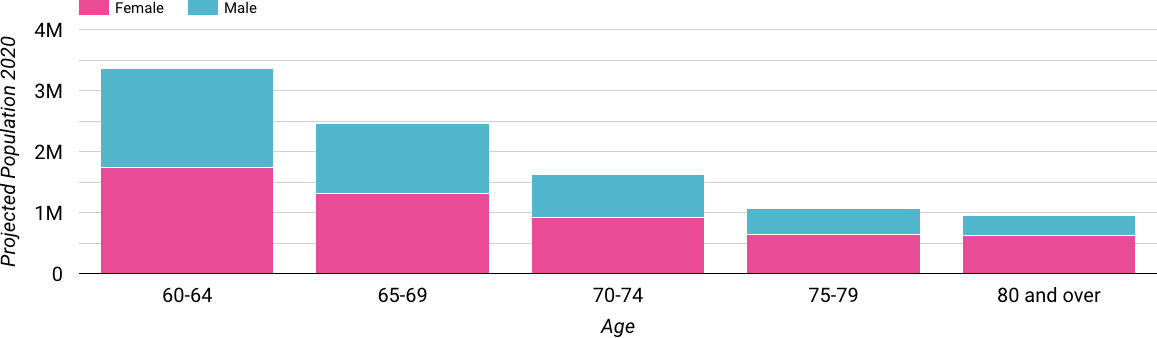 Female Male
4M
3M
2M
1M
0
Projected Population 2020
60-64 65-69 70-74 75-79 80 and over
Age